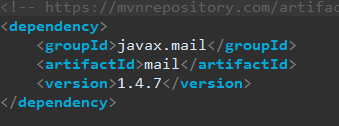 <!-- https://mvnrepository.com/artifac
<dependency>
    <groupId>javax.mail</groupId>
    <artifactId>mail</artifactId>
    <version>1.4.7</version>
</dependency>